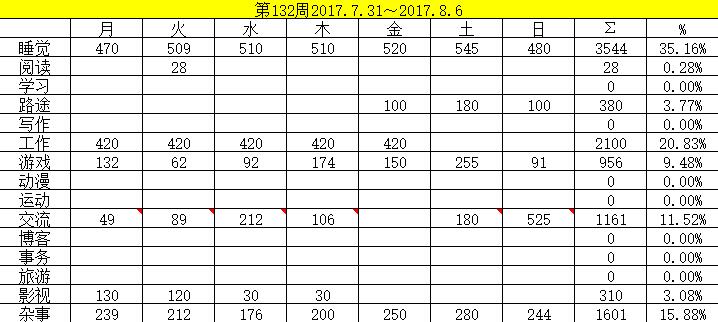 第132周2017.7.31～2017.8.6
月 火 水 木 金 土 日 Σ %
睡觉 470 509 510 510 520 545 480 3544 35.16%
阅读 28 28 0.28%
学习 0 0.00%
路途 100 180 100 380 3.77%
写作 0 0.00%
工作 420 420 420 420 420 2100 20.83%
游戏 132 62 92 174 150 255 91 956 9.48%
动漫 0 0.00%
运动 0 0.00%
交流 49 89 212 106 180 525 1161 11.52%
博客 0 0.00%
事务 0 0.00%
旅游 0 0.00%
影视 130 120 30 30 310 3.08%
杂事 239 212 176 200 250 280 244 1601 15.88%